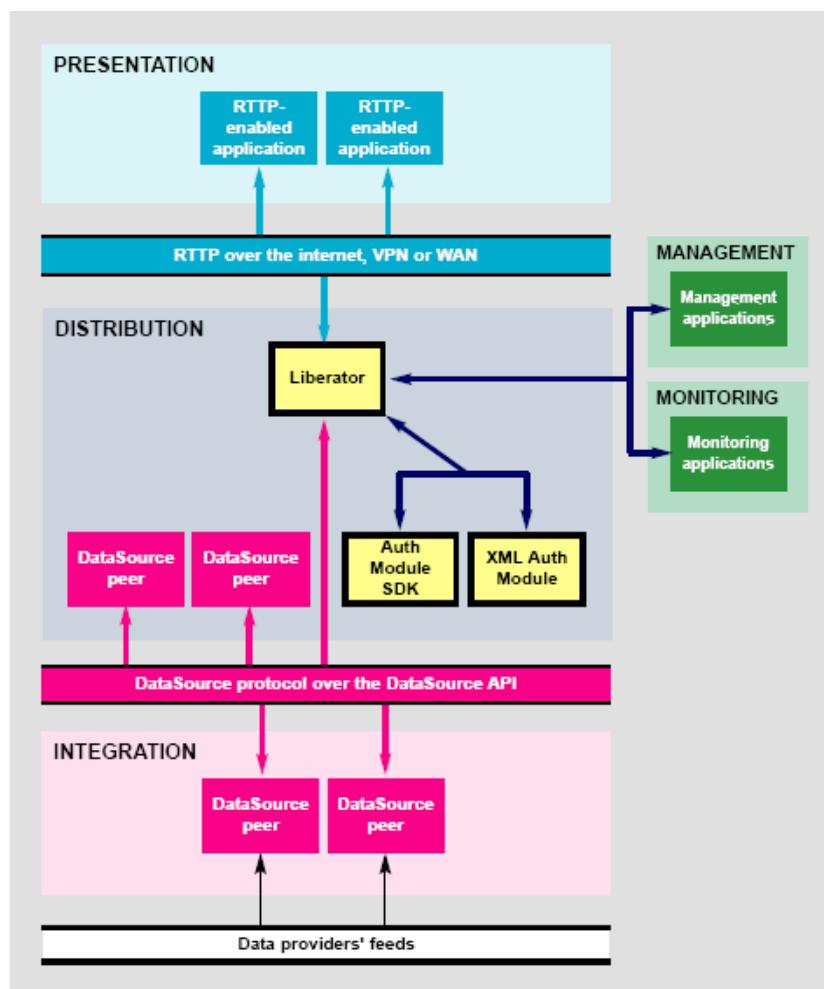 PRESENTATION
RTTP-
enabled
application
RTTP-
enabled
application
RTTP over the internet, VPN or WAN
MANAGEMENT
Management
applications
DISTRIBUTION
Liberator
MONITORING
Monitoring
applications
DataSource
peer
DataSource
peer
Auth
Module
SDK
XML Auth
Module
DataSource protocol over the DataSource API
INTEGRATION
DataSource
peer
DataSource
peer
Data providers' feeds